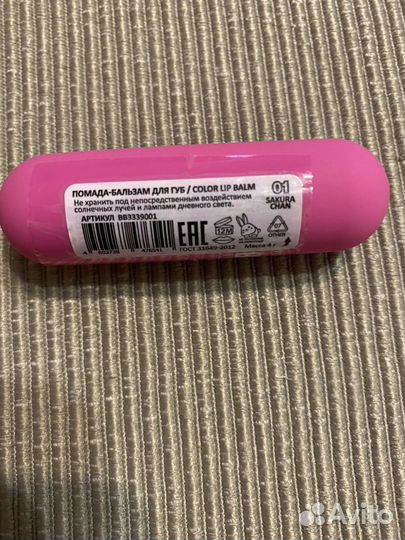 ПОМАДА-БАЛЬЗАМ ДЛЯ ГУБ / COLOR LIP BALM
Не хранить под непосредственным воздействием
солнечных лучей и лампами дневного света.
АРТИКУЛ BB3339001
01
SAKURA
CHAN
EAC
12M
07
OTHER
ГОСТ 31649-2012
Масса 4 г
Avito